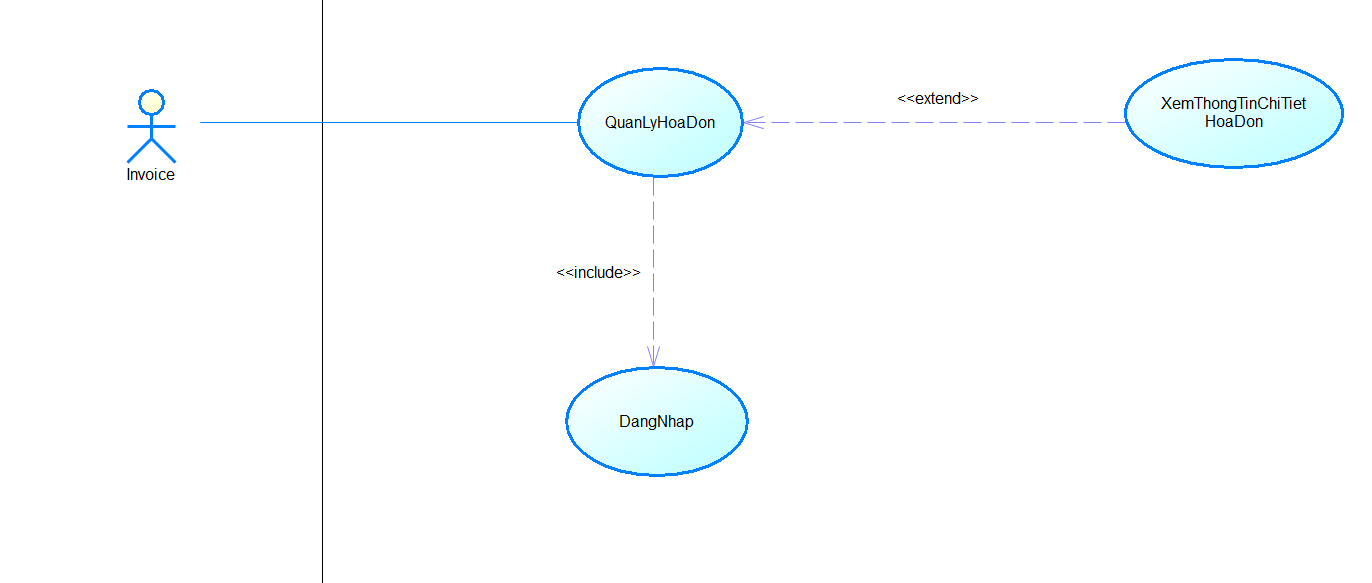 <<extend>>
XemThongTinChiTiet
HoaDon
QuanLyHoaDon
Invoice
<<include>>
DangNhap